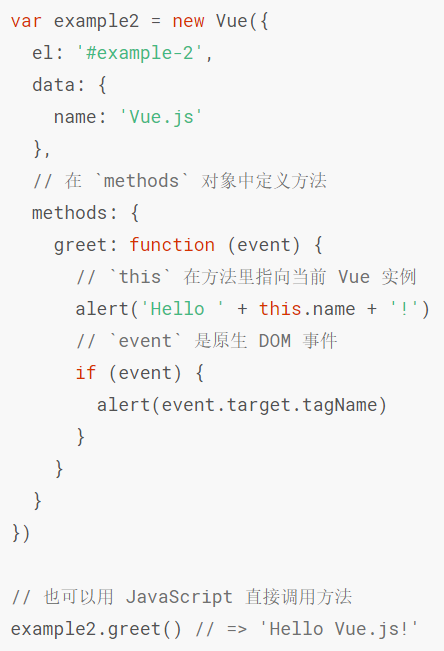 var example2 = new Vue({
  el: '#example-2',
  data: {
    name: 'Vue.js'
  },
  // 在 `methods` 对象中定义方法
  methods: {
    greet: function (event) {
      // `this` 在方法里指向当前 Vue 实例
      alert('Hello ' + this.name + '!')
      // `event` 是原生 DOM 事件
      if (event) {
        alert(event.target.tagName)
      }
    }
  }
})

// 也可以用 JavaScript 直接调用方法
example2.greet() // => 'Hello Vue.js!'